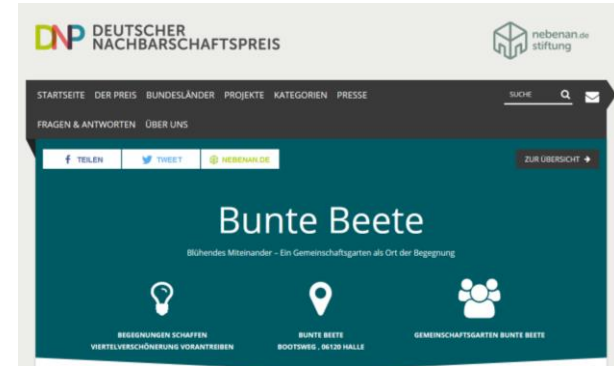 DNP DEUTSCHER
NACHBARSCHAFTSPREIS
nebenan.de
stiftung
STARTSEITE DER PREIS BUNDESLÄNDER PROJEKTE KATEGORIEN PRESSE
SUCHE
FRAGEN & ANTWORTEN ÜBER UNS
TEILEN
TWEET
NEBENAN.DE
ZUR ÜBERSICHT
Bunte Beete
Blühendes Miteinander – Ein Gemeinschaftsgarten als Ort der Begegnung
BEGEGNUNGEN SCHAFFEN
VIERTELVERSCHÖNERUNG VORANTREIBEN
BUNTE BEETE
BOOTSWEG , 06120 HALLE
GEMEINSCHAFTSGARTEN BUNTE BEETE